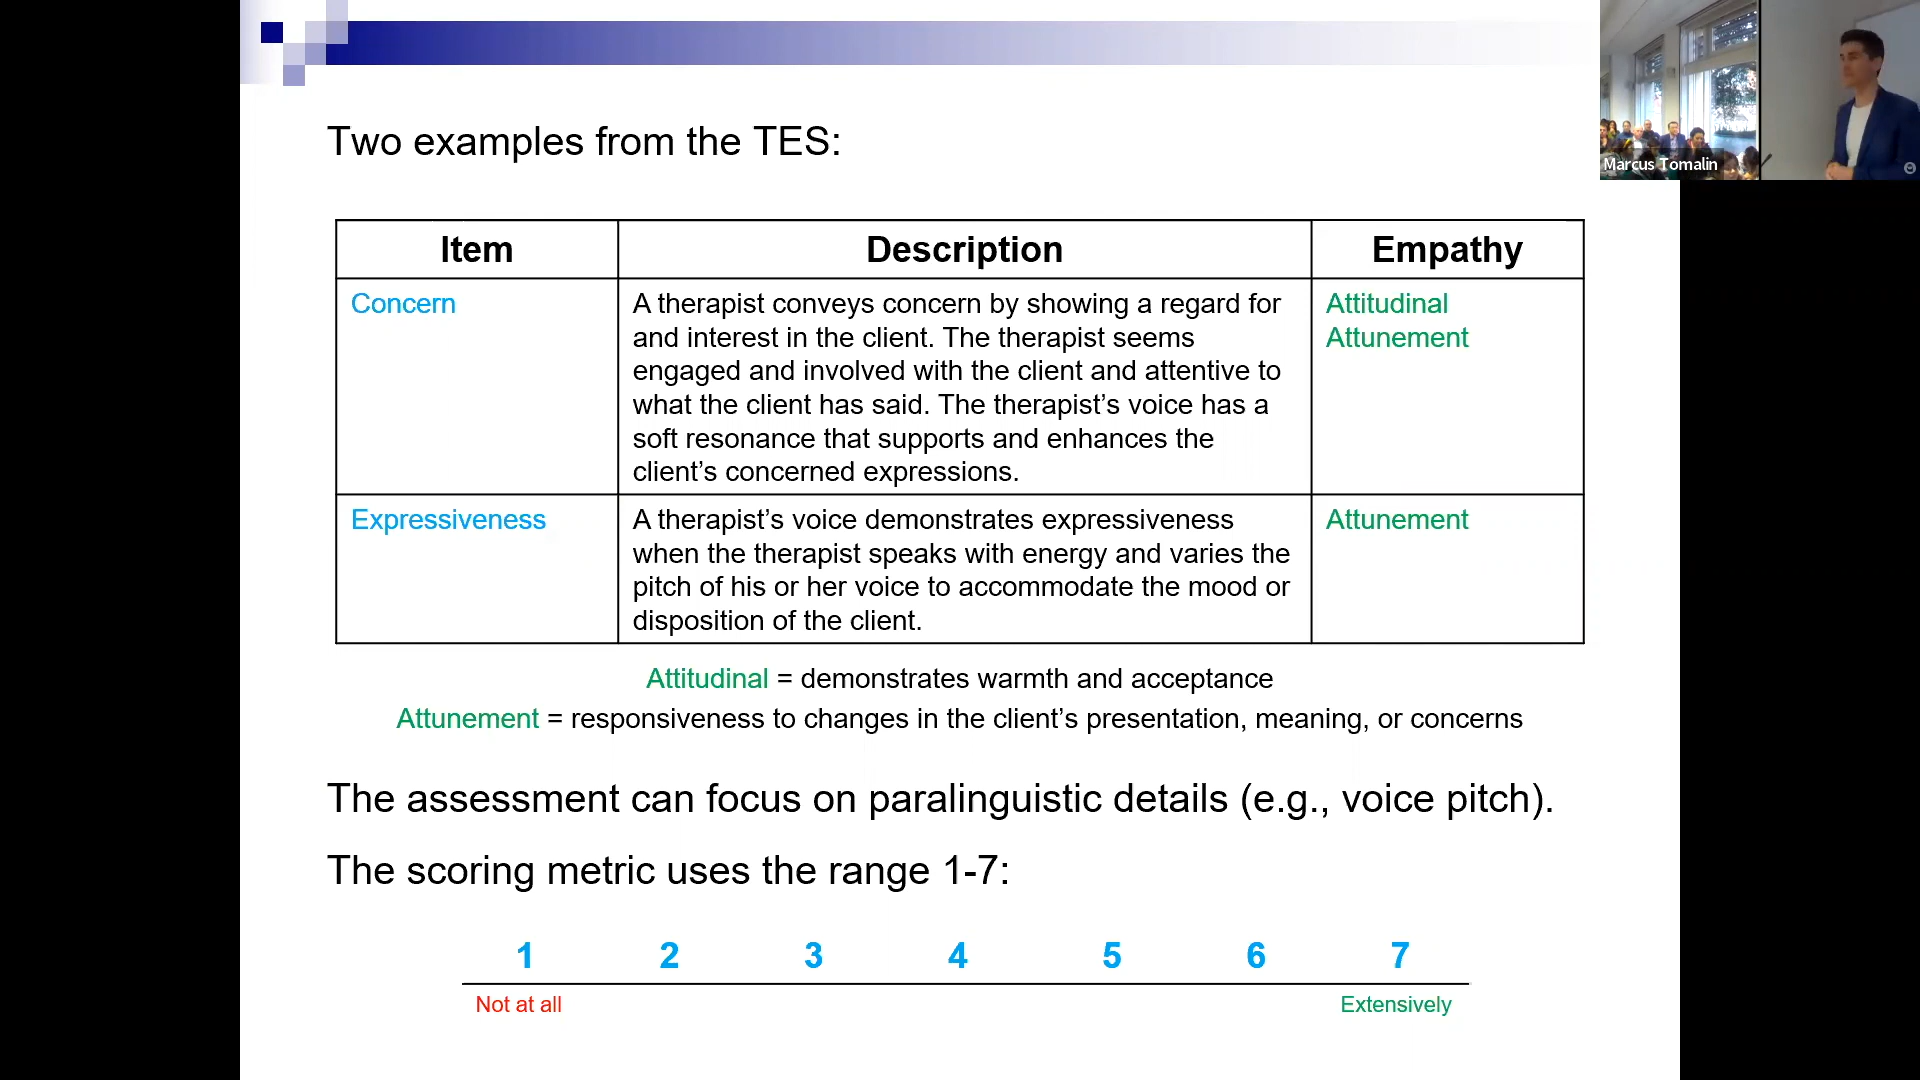 Marcus Tomalin
Two examples from the TES:
Item
Description
Empathy
Concern
A therapist conveys concern by showing a regard for
and interest in the client. The therapist seems
engaged and involved with the client and attentive to
what the client has said. The therapist’s voice has a
soft resonance that supports and enhances the
client’s concerned expressions.
Attitudinal
Attunement
Expressiveness
A therapist’s voice demonstrates expressiveness
when the therapist speaks with energy and varies the
pitch of his or her voice to accommodate the mood or
disposition of the client.
Attunement
Attitudinal = demonstrates warmth and acceptance
Attunement = responsiveness to changes in the client’s presentation, meaning, or concerns
The assessment can focus on paralinguistic details (e.g., voice pitch).
The scoring metric uses the range 1-7:
1 2 3 4 5 6 7
Not at all
Extensively